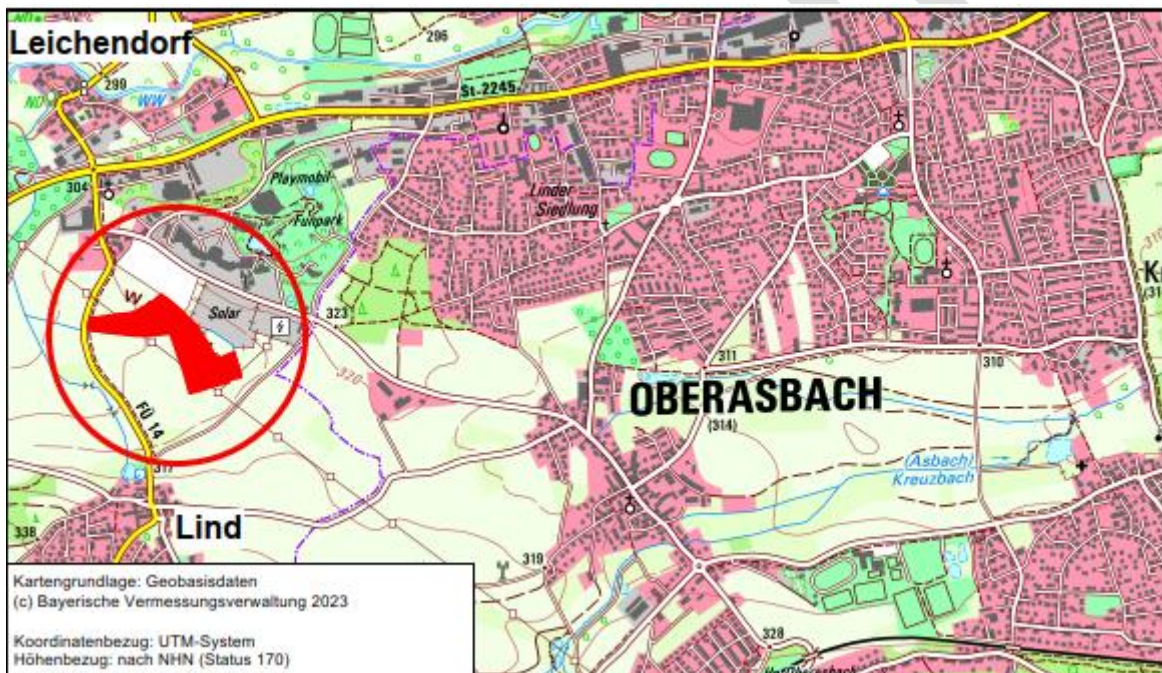 Leichendorf
ND
299
WW
296
St 2245
304
Playmobil-
Funpark
Linder
Siedlung
Solar
323
320
FÜ 14
317
Lind
338
311
310
OBERASBACH
(314)
(Asbach)
Kreuzbach
319
328
Kartengrundlage: Geobasisdaten
(c) Bayerische Vermessungsverwaltung 2023
Koordinatenbezug: UTM-System
Höhenbezug: nach NHN (Status 170)